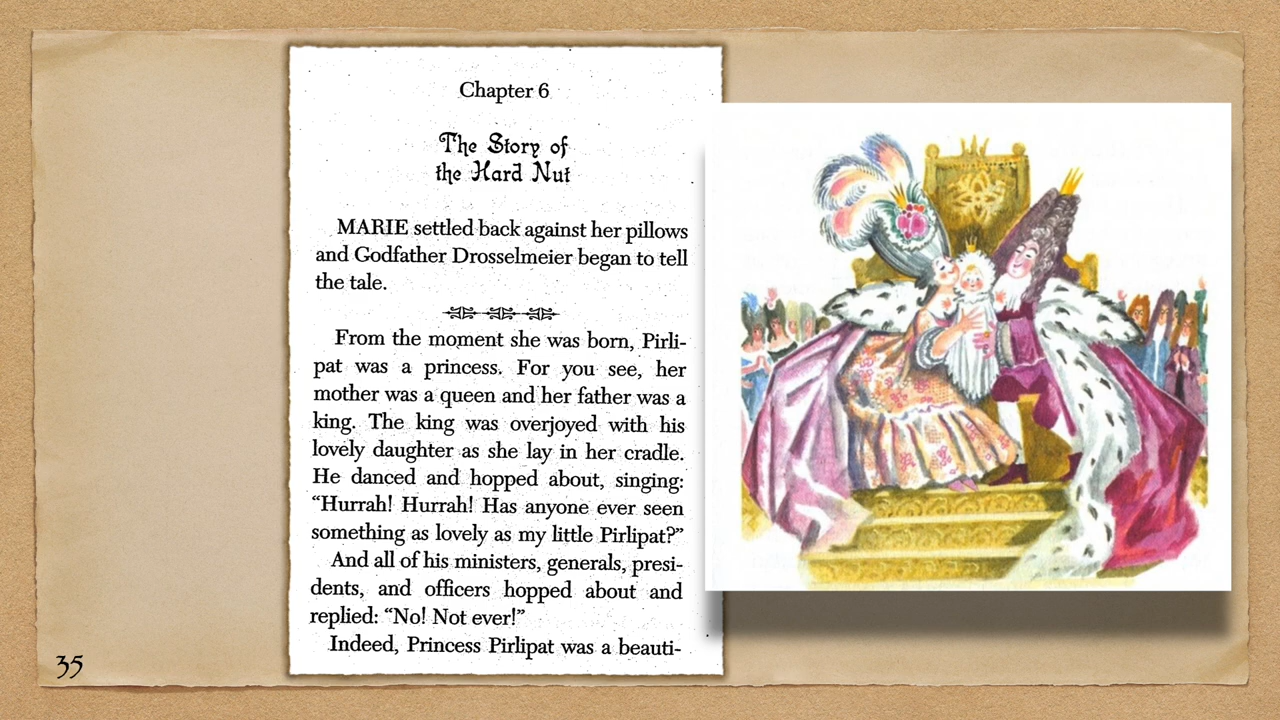 Chapter 6
The Story of
the Hard Nut
MARIE settled back against her pillows
and Godfather Drosselmeier began to tell
the tale.
From the moment she was born, Pirli-
pat was a princess. For you see, her
mother was a queen and her father was a
king. The king was overjoyed with his
lovely daughter as she lay in her cradle.
He danced and hopped about, singing:
“Hurrah! Hurrah! Has anyone ever seen
something as lovely as my little Pirlipat?”
And all of his ministers, generals, presi-
dents, and officers hopped about and
replied: “No! Not ever!”
Indeed, Princess Pirlipat was a beauti-
35